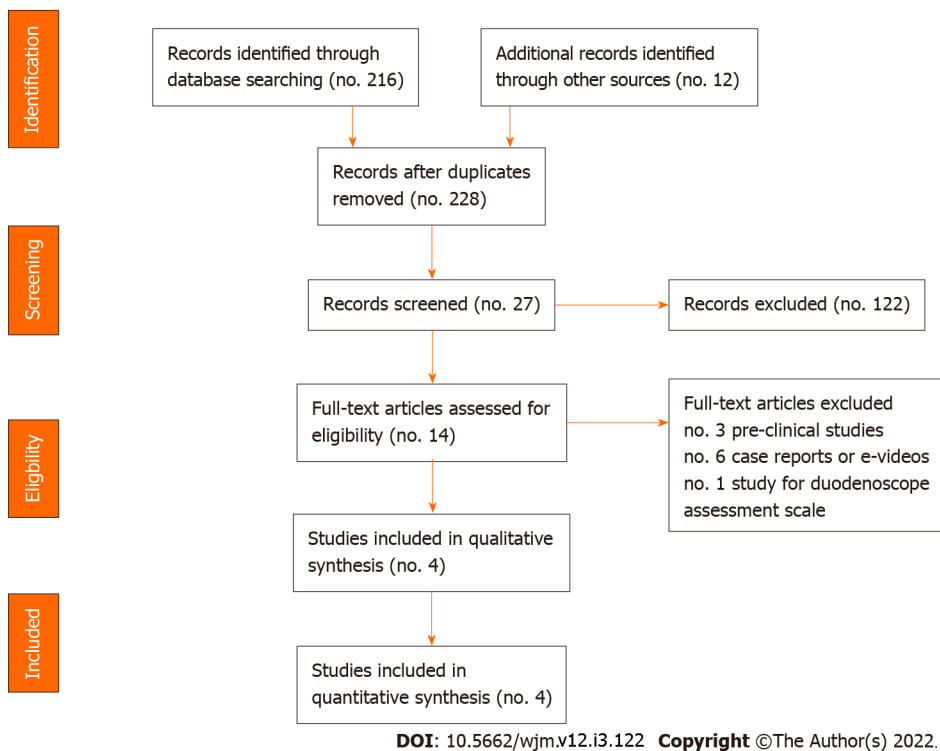 Identification
Records identified through
database searching (no. 216)
Additional records identified
through other sources (no. 12)
Records after duplicates
removed (no. 228)
Screening
Records screened (no. 27)
Records excluded (no. 122)
Eligbility
Full-text articles assessed for
eligibility (no. 14)
Full-text articles excluded
no. 3 pre-clinical studies
no. 6 case reports or e-videos
no. 1 study for duodenoscope
assessment scale
Studies included in qualitative
synthesis (no. 4)
Included
Studies included in
quantitative synthesis (no. 4)
DOI: 10.5662/wjm.v12.i3.122 Copyright ©The Author(s) 2022.